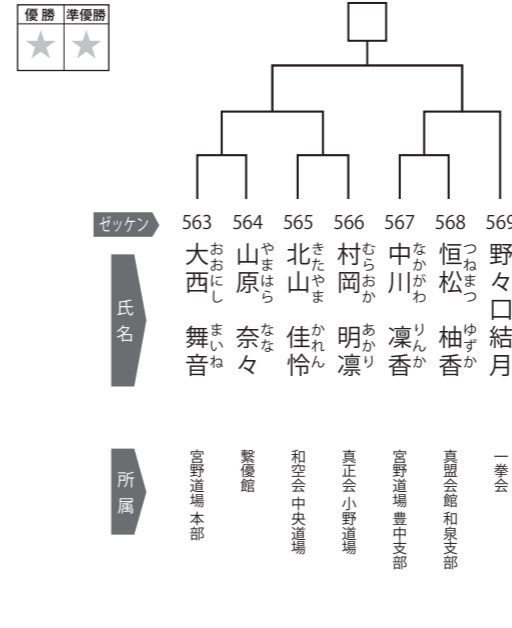 優勝 準優勝
★ ★
ゼッケン 563 564 565 566 567 568 569
氏名
大西 舞音
おおにし まいね
山原 奈々
やまはら なな
北山 佳怜
きたやま かれん
村岡 明凛
むらおか あかり
中川 凜香
なかがわ りんか
恒松 柚香
つねまつ ゆずか
野々口結月
所属
宮野道場 本部
繋優館
和空会 中央道場
真正会 小野道場
宮野道場 豊中支部
真盟会館 和泉支部
一拳会